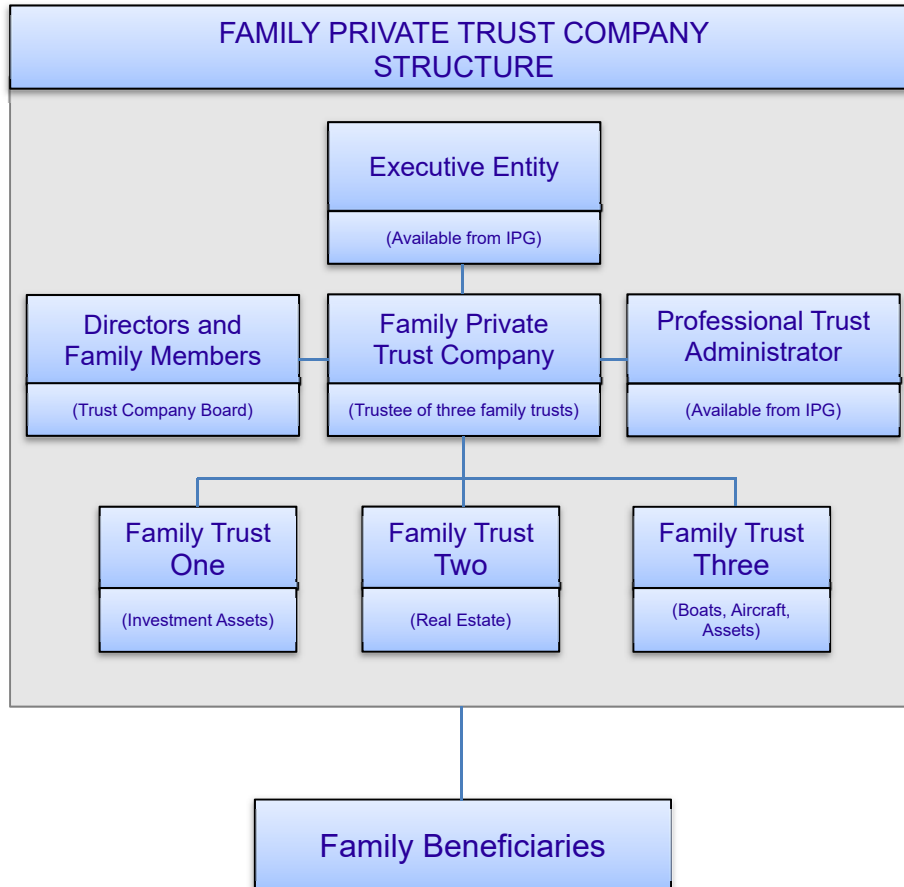 FAMILY PRIVATE TRUST COMPANY
STRUCTURE
Executive Entity
(Available from IPG)
Directors and
Family Members
(Trust Company Board)
Family Private
Trust Company
(Trustee of three family trusts)
Professional Trust
Administrator
(Available from IPG)
Family Trust
One
(Investment Assets)
Family Trust
Two
(Real Estate)
Family Trust
Three
(Boats, Aircraft,
Assets)
Family Beneficiaries